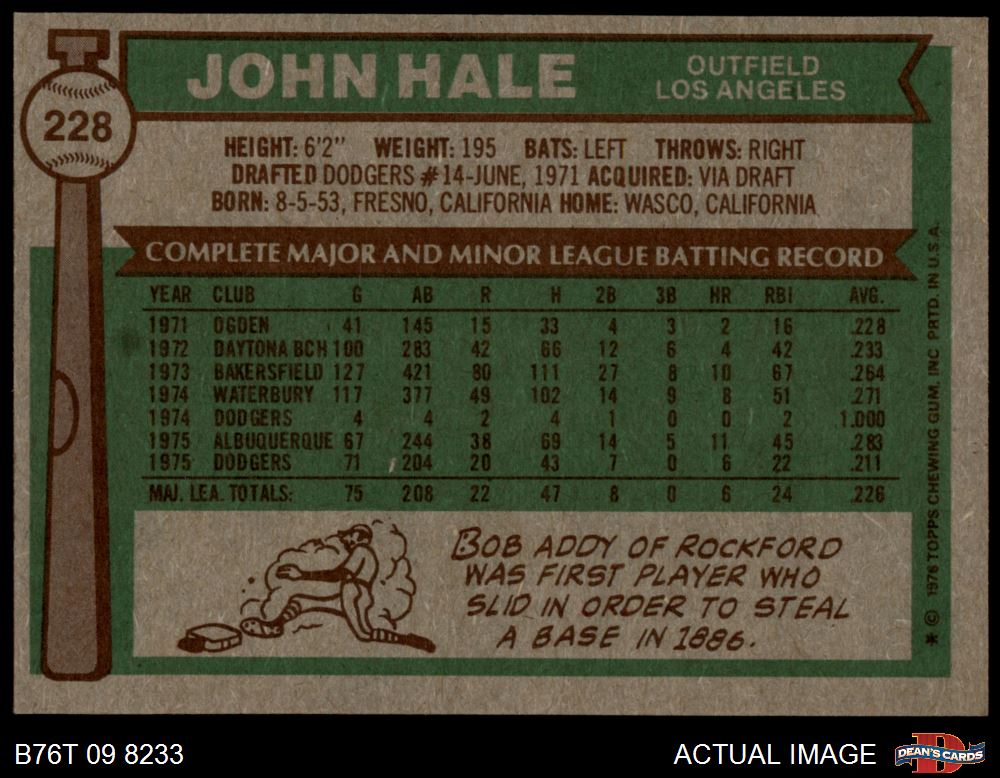 228
JOHN HALE
OUTFIELD
LOS ANGELES
HEIGHT: 6'2" WEIGHT: 195 BATS: LEFT THROWS: RIGHT
DRAFTED DODGERS #14-JUNE, 1971 ACQUIRED: VIA DRAFT
BORN: 8-5-53, FRESNO, CALIFORNIA HOME: WASCO, CALIFORNIA
COMPLETE MAJOR AND MINOR LEAGUE BATTING RECORD
YEAR CLUB G AB R H 2B 3B HR RBI AVG.
1971 OGDEN 41 145 15 33 4 3 2 16 .228
1972 DAYTONA BCH 100 283 42 66 12 6 4 42 .233
1973 BAKERSFIELD 127 421 80 111 27 8 10 67 .264
1974 WATERBURY 117 377 49 102 14 9 8 51 .271
1974 DODGERS 4 4 2 4 1 0 0 2 1.000
1975 ALBUQUERQUE 67 244 38 69 14 5 11 45 .283
1975 DODGERS 71 204 20 43 7 0 6 22 .211
MAJ. LEA. TOTALS: 75 208 22 47 8 0 6 24 .226
BOB ADDY OF ROCKFORD
WAS FIRST PLAYER WHO
SLID IN ORDER TO STEAL
A BASE IN 1886.
* © 1976 TOPPS CHEWING GUM, INC PRTD. IN U.S.A.
B76T 09 8233
ACTUAL IMAGE
DEAN'S CARDS